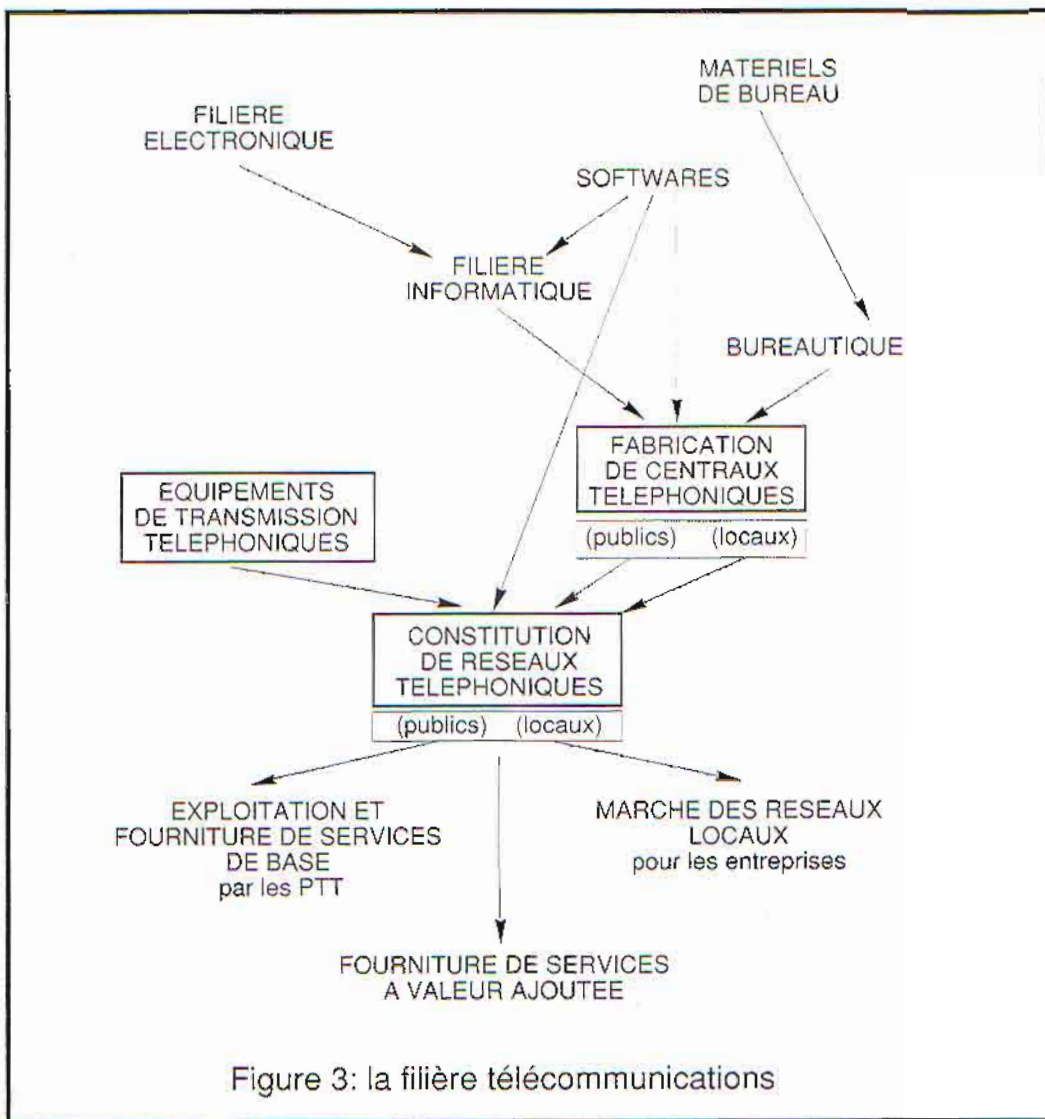 MATERIELS
DE BUREAU
FILIERE
ELECTRONIQUE
SOFTWARES
FILIERE
INFORMATIQUE
BUREAUTIQUE
FABRICATION
DE CENTRAUX
TELEPHONIQUES
(publics) (locaux)
EQUIPEMENTS
DE TRANSMISSION
TELEPHONIQUES
CONSTITUTION
DE RESEAUX
TELEPHONIQUES
(publics) (locaux)
EXPLOITATION ET
FOURNITURE DE SERVICES
DE BASE
par les PTT
MARCHE DES RESEAUX
LOCAUX
pour les entreprises
FOURNITURE DE SERVICES
A VALEUR AJOUTEE
Figure 3: la filière télécommunications